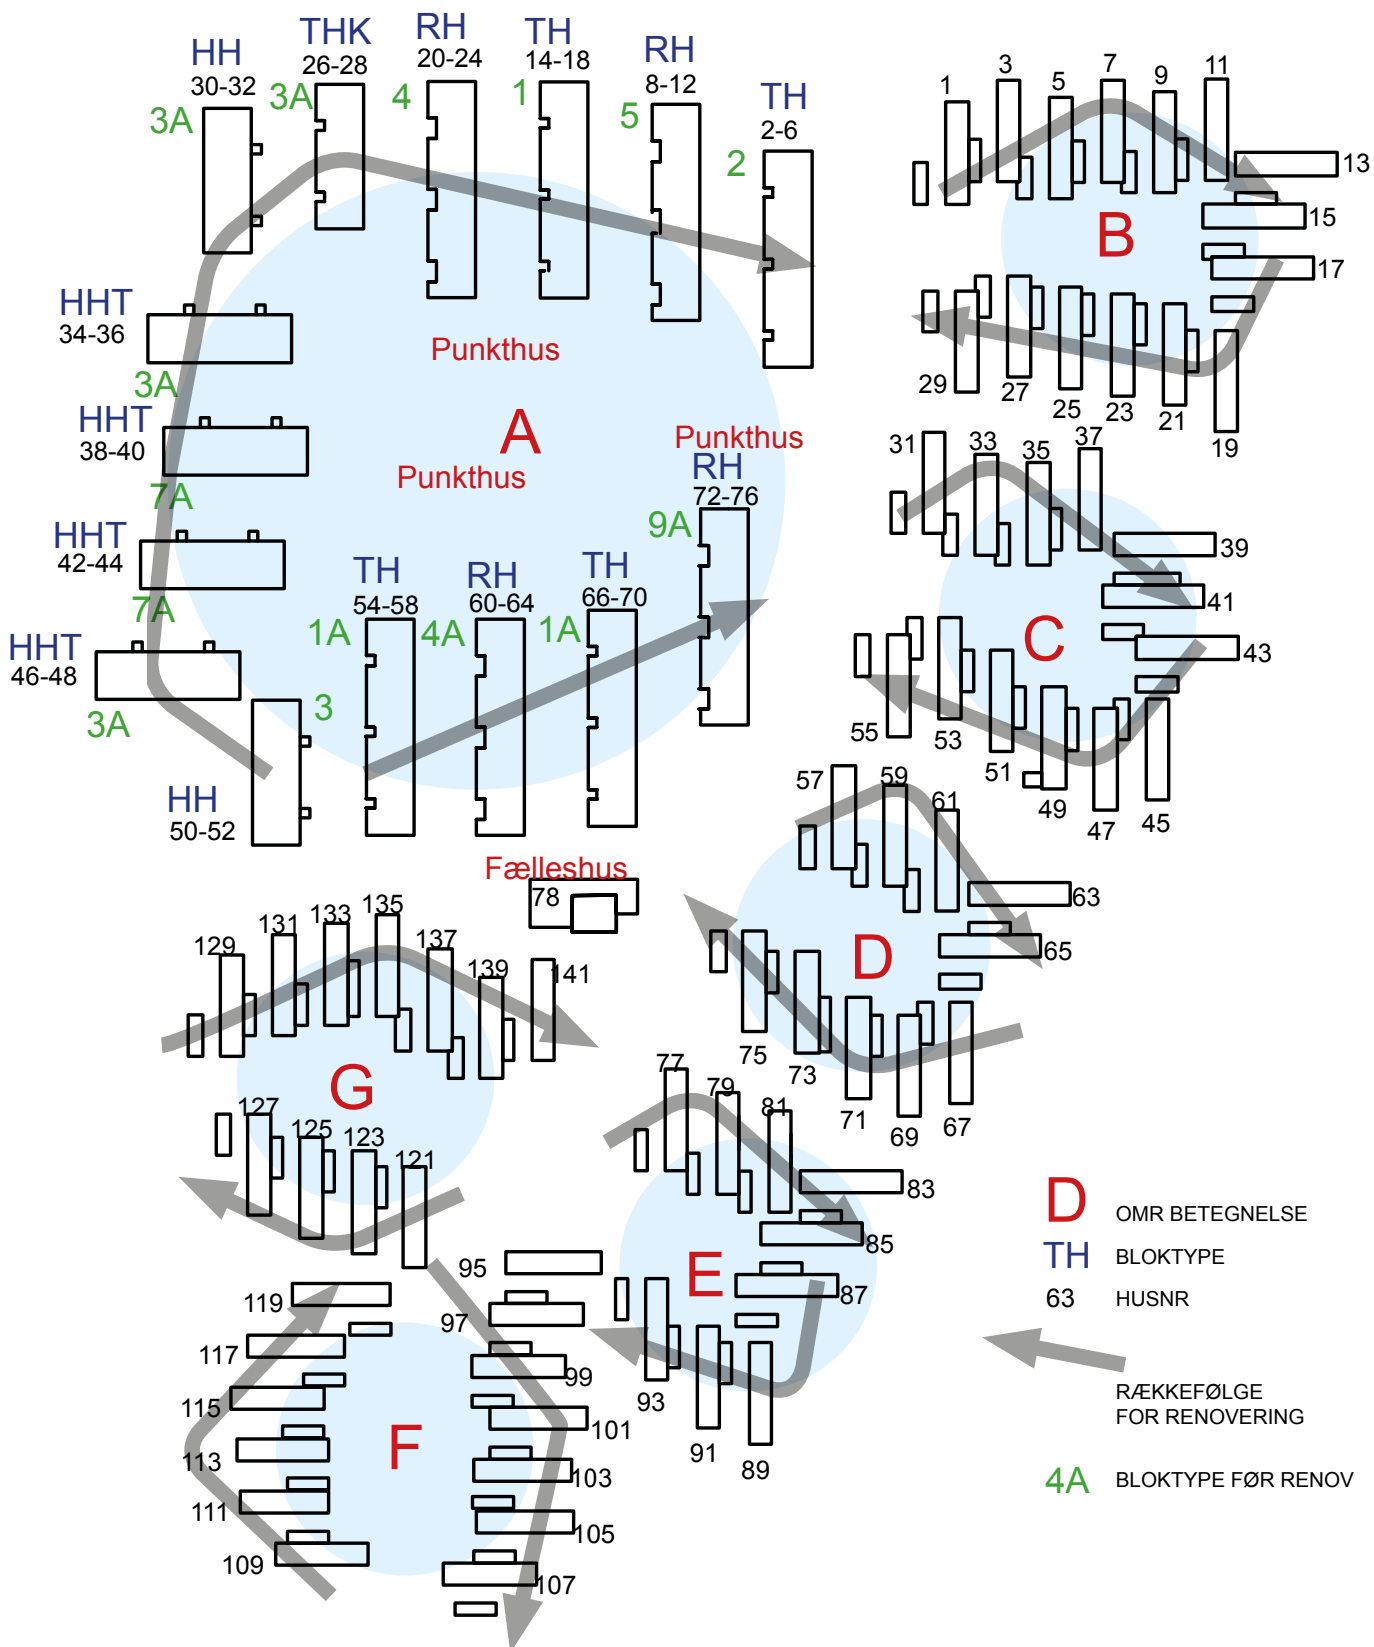 HH
30-32
3A
THK
26-28
3A
RH
20-24
4
TH
14-18
1
RH
8-12
5
TH
2-6
2
HHT
34-36
3A
HHT
38-40
7A
HHT
42-44
7A
HHT
46-48
3A
HH
50-52
3
Punkthus
A
Punkthus
Punkthus
RH
72-76
9A
TH
54-58
1A
RH
60-64
4A
TH
66-70
1A
Fælleshus
78
1
3
5
7
9
11
13
15
17
B
29
27
25
23
21
19
31
33
35
37
39
41
43
C
55
53
51
49
47
45
57
59
61
63
65
D
75
73
71
69
67
129
131
133
135
137
139
141
G
127
125
123
121
77
79
81
83
85
87
E
93
91
89
95
97
99
101
103
105
107
F
119
117
115
113
111
109
D OMR BETEGNELSE
TH BLOKTYPE
63 HUSNR
RÆKKEFØLGE
FOR RENOVERING
4A BLOKTYPE FØR RENOV